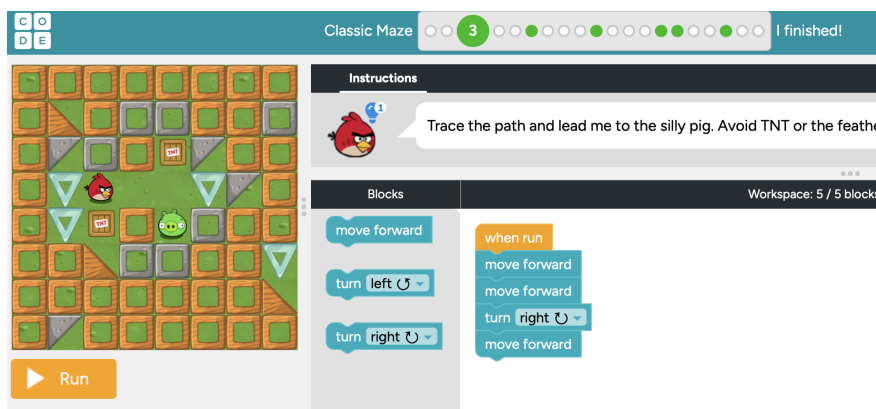 C O
D E
Classic Maze
3
I finished!
Instructions
1
Trace the path and lead me to the silly pig. Avoid TNT or the feathe
TNT
TNT
Blocks
Workspace: 5 / 5 blocks
move forward
turn left
turn right
when run
move forward
move forward
turn right
move forward
Run